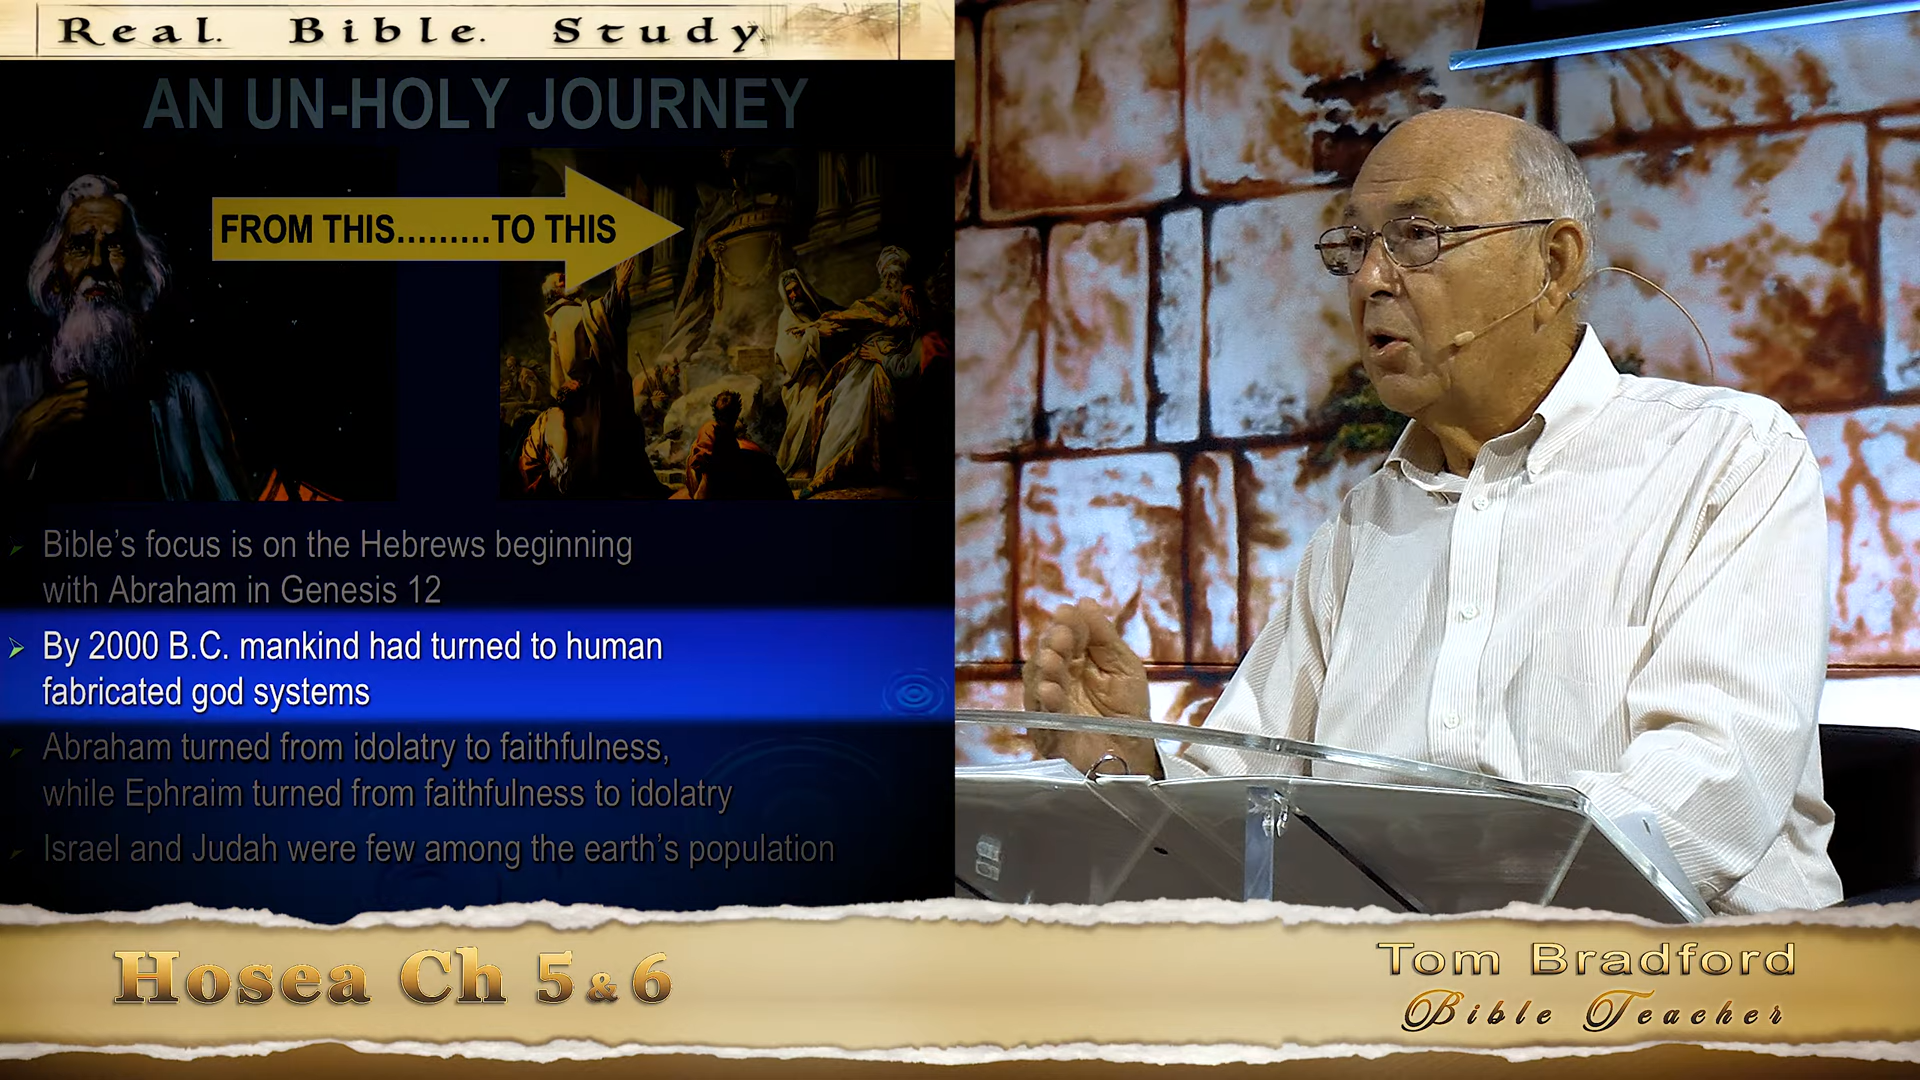 Real. Bible. Study.
AN UN-HOLY JOURNEY
FROM THIS.........TO THIS
Bible's focus is on the Hebrews beginning
with Abraham in Genesis 12
By 2000 B.C. mankind had turned to human
fabricated god systems
Abraham turned from idolatry to faithfulness,
while Ephraim turned from faithfulness to idolatry
Israel and Judah were few among the earth's population
Hosea Ch 5 & 6
Tom Bradford
Bible Teacher